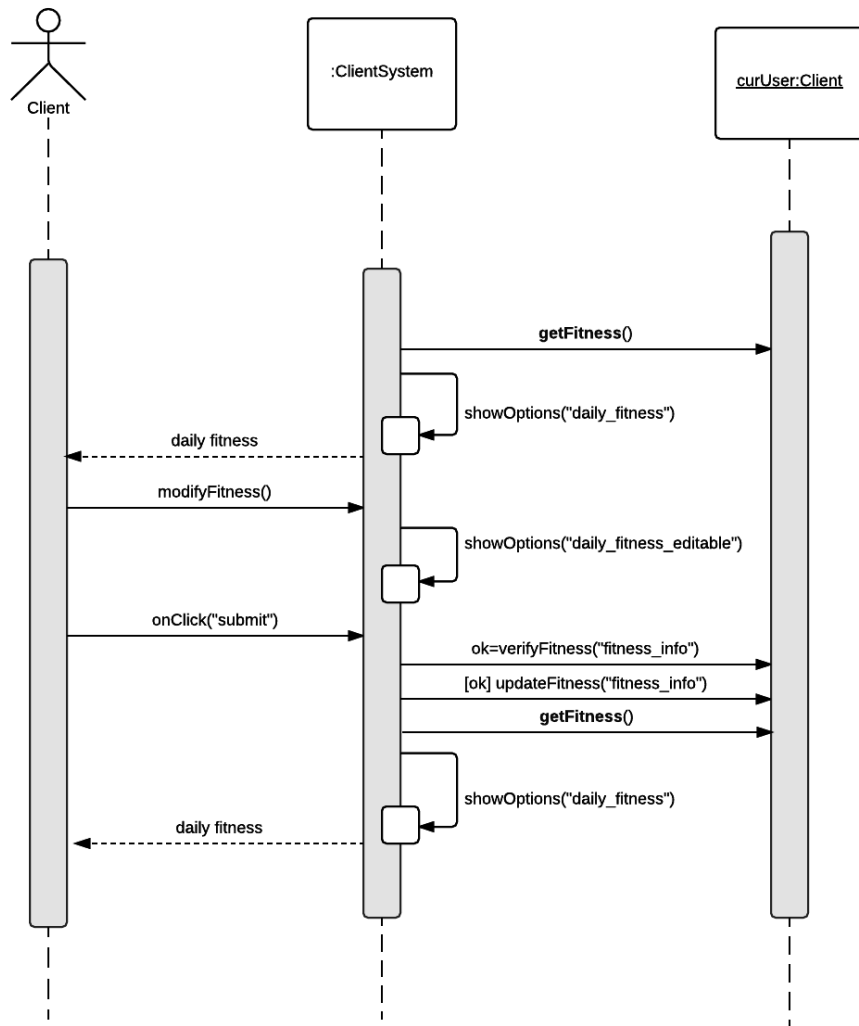 :ClientSystem
curUser:Client
Client
getFitness()
showOptions("daily_fitness")
daily fitness
modifyFitness()
showOptions("daily_fitness_editable")
onClick("submit")
ok=verifyFitness("fitness_info")
[ok] updateFitness("fitness_info")
getFitness()
showOptions("daily_fitness")
daily fitness